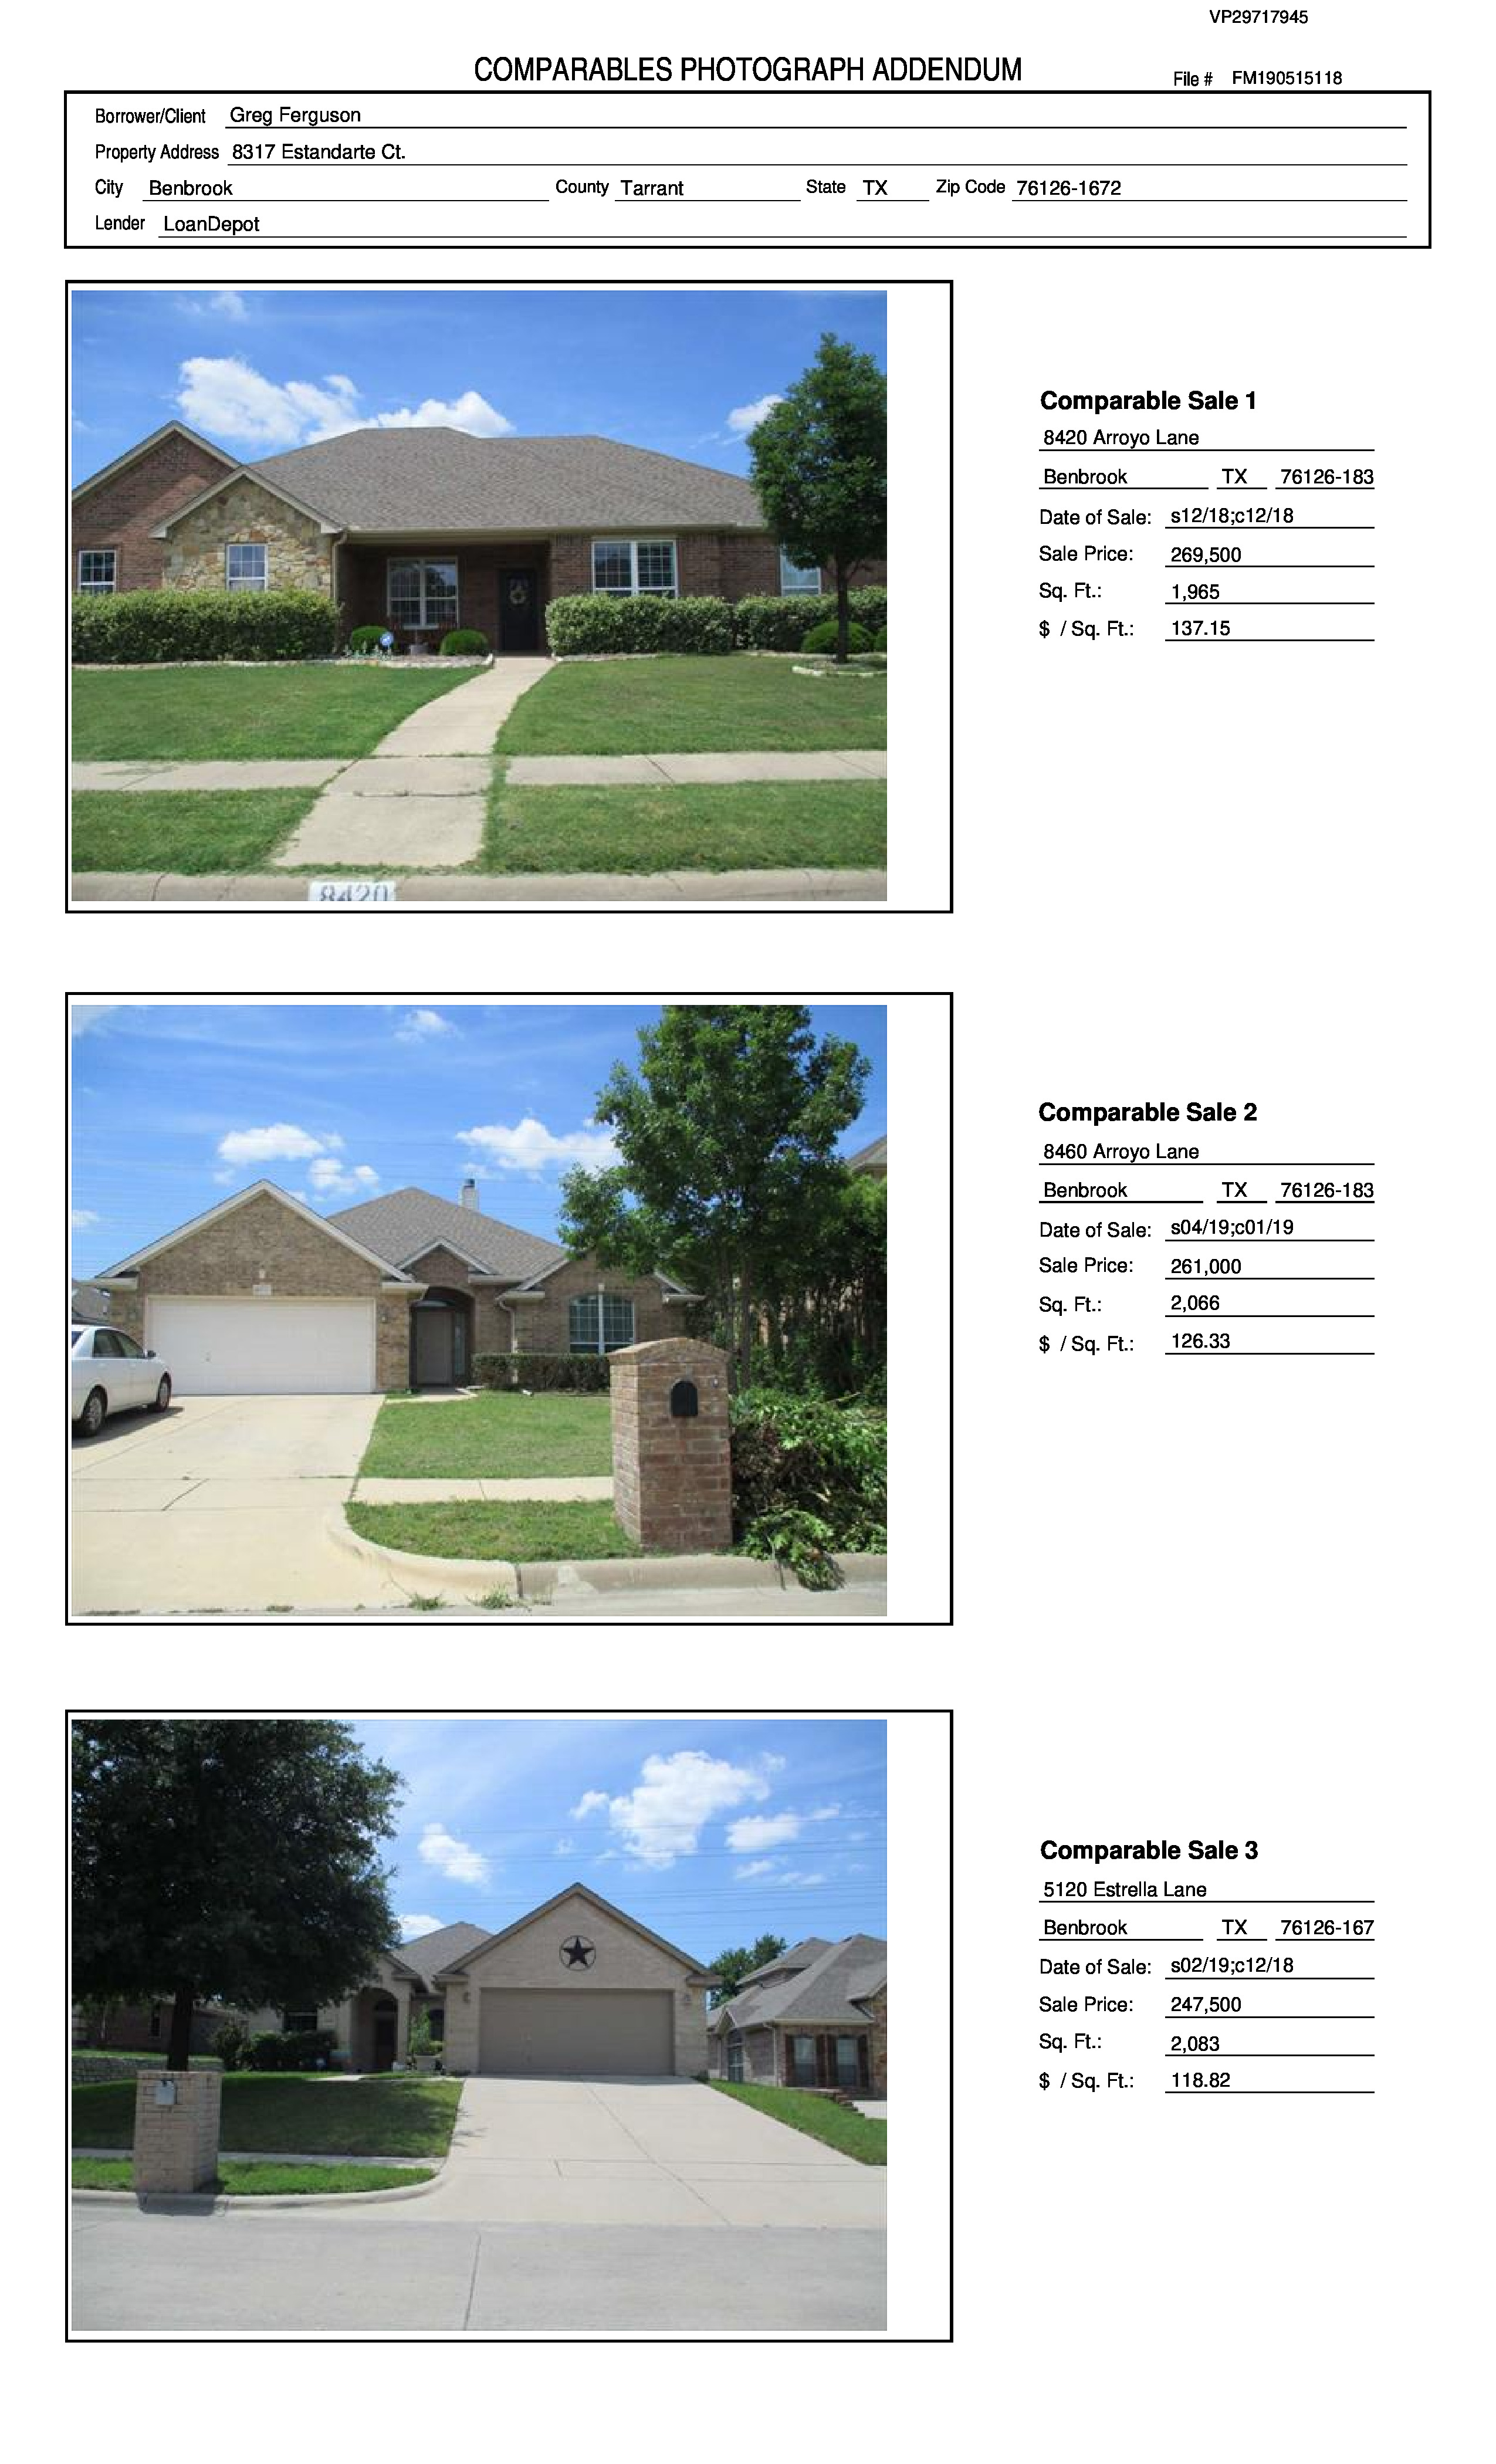 VP29717945
COMPARABLES PHOTOGRAPH ADDENDUM
File # FM190515118
Borrower/Client Greg Ferguson
Property Address 8317 Estandarte Ct.
City Benbrook County Tarrant State TX Zip Code 76126-1672
Lender LoanDepot
Comparable Sale 1
8420 Arroyo Lane
Benbrook TX 76126-183
Date of Sale: s12/18;c12/18
Sale Price: 269,500
Sq. Ft.: 1,965
$ / Sq. Ft.: 137.15
8420
Comparable Sale 2
8460 Arroyo Lane
Benbrook TX 76126-183
Date of Sale: s04/19;c01/19
Sale Price: 261,000
Sq. Ft.: 2,066
$ / Sq. Ft.: 126.33
Comparable Sale 3
5120 Estrella Lane
Benbrook TX 76126-167
Date of Sale: s02/19;c12/18
Sale Price: 247,500
Sq. Ft.: 2,083
$ / Sq. Ft.: 118.82